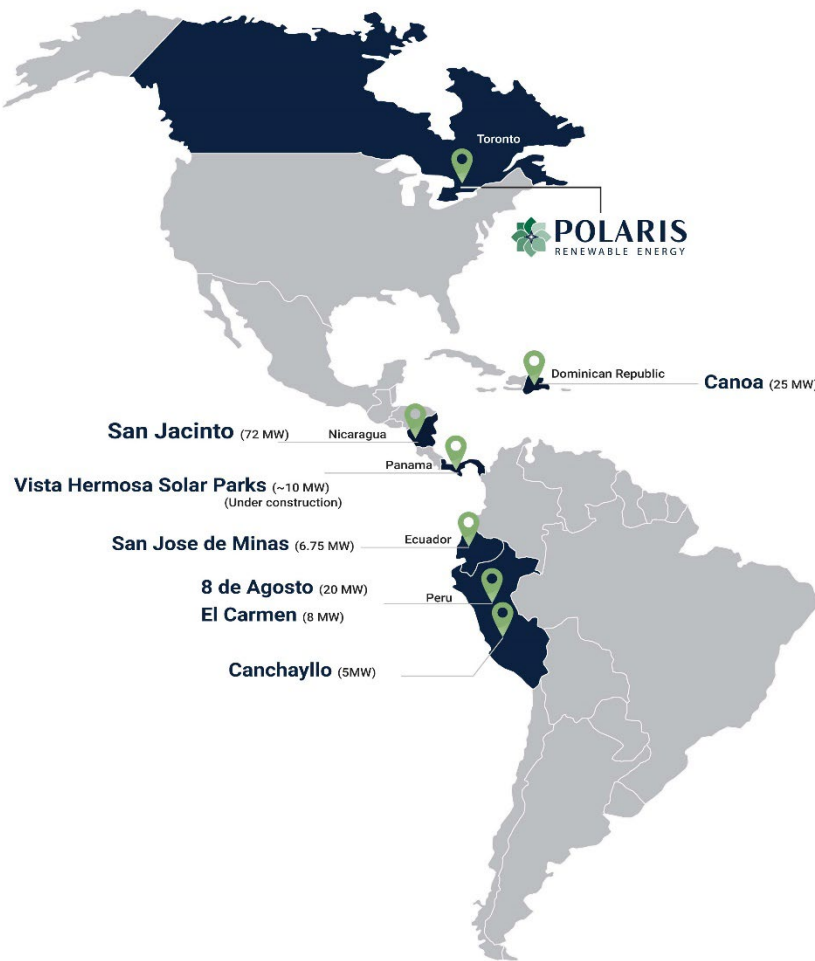 Toronto
POLARIS
RENEWABLE ENERGY
Dominican Republic
Canoa (25 MW)
San Jacinto (72 MW)
Nicaragua
Panama
Vista Hermosa Solar Parks (~10 MW)
(Under construction)
San Jose de Minas (6.75 MW)
Ecuador
8 de Agosto (20 MW)
Peru
El Carmen (8 MW)
Canchayllo (5MW)